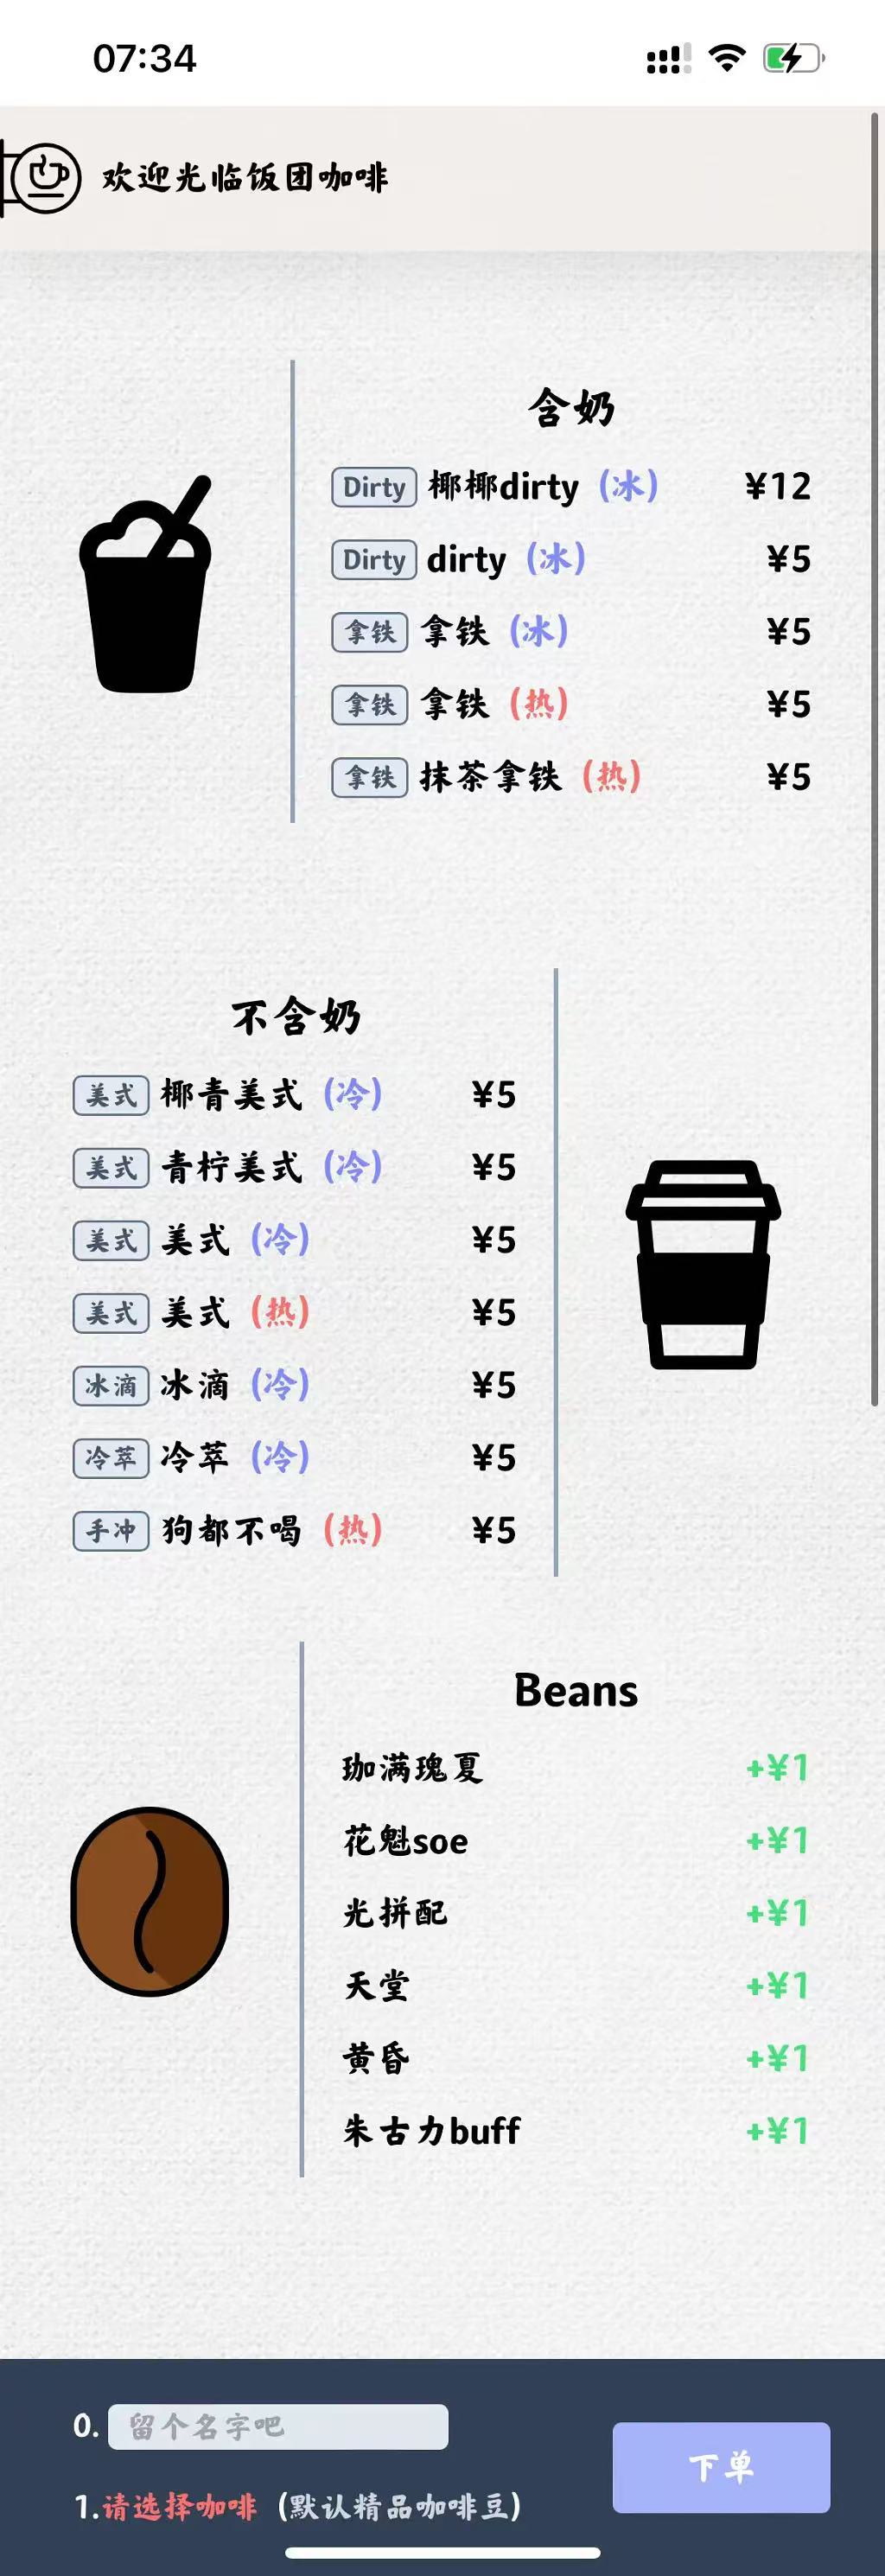 07:34
欢迎光临饭团咖啡
含奶
Dirty 椰椰dirty (冰) ¥12
Dirty dirty (冰) ¥5
拿铁 拿铁 (冰) ¥5
拿铁 拿铁 (热) ¥5
拿铁 抹茶拿铁 (热) ¥5
不含奶
美式 椰青美式 (冷) ¥5
美式 青柠美式 (冷) ¥5
美式 美式 (冷) ¥5
美式 美式 (热) ¥5
冰滴 冰滴 (冷) ¥5
冷萃 冷萃 (冷) ¥5
手冲 狗都不喝 (热) ¥5
Beans
珈满瑰夏 +¥1
花魁soe +¥1
光拼配 +¥1
天堂 +¥1
黄昏 +¥1
朱古力buff +¥1
0. 留个名字吧
下单
1.请选择咖啡 (默认精品咖啡豆)